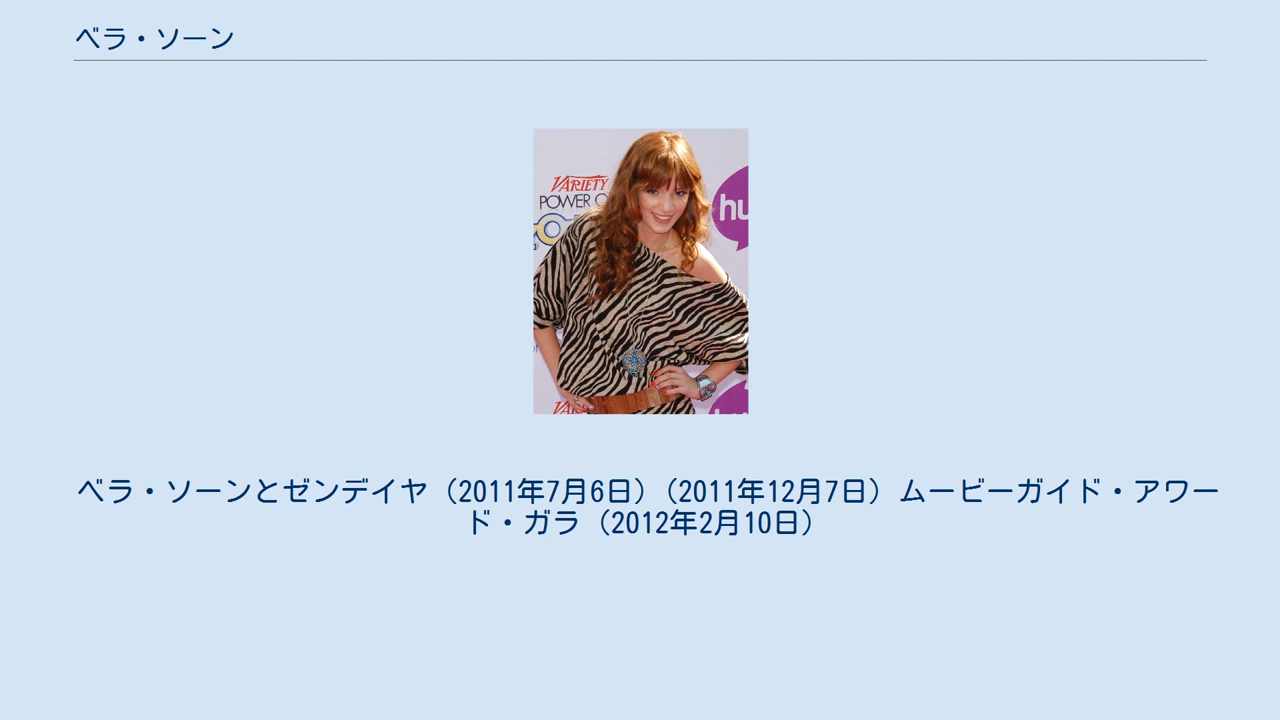 ベラ・ソーン
VARIETY
POWER O
hu
ベラ・ソーンとゼンデイヤ（2011年7月6日）（2011年12月7日） ムービーガイド・アワー
ド・ガラ（2012年2月10日）